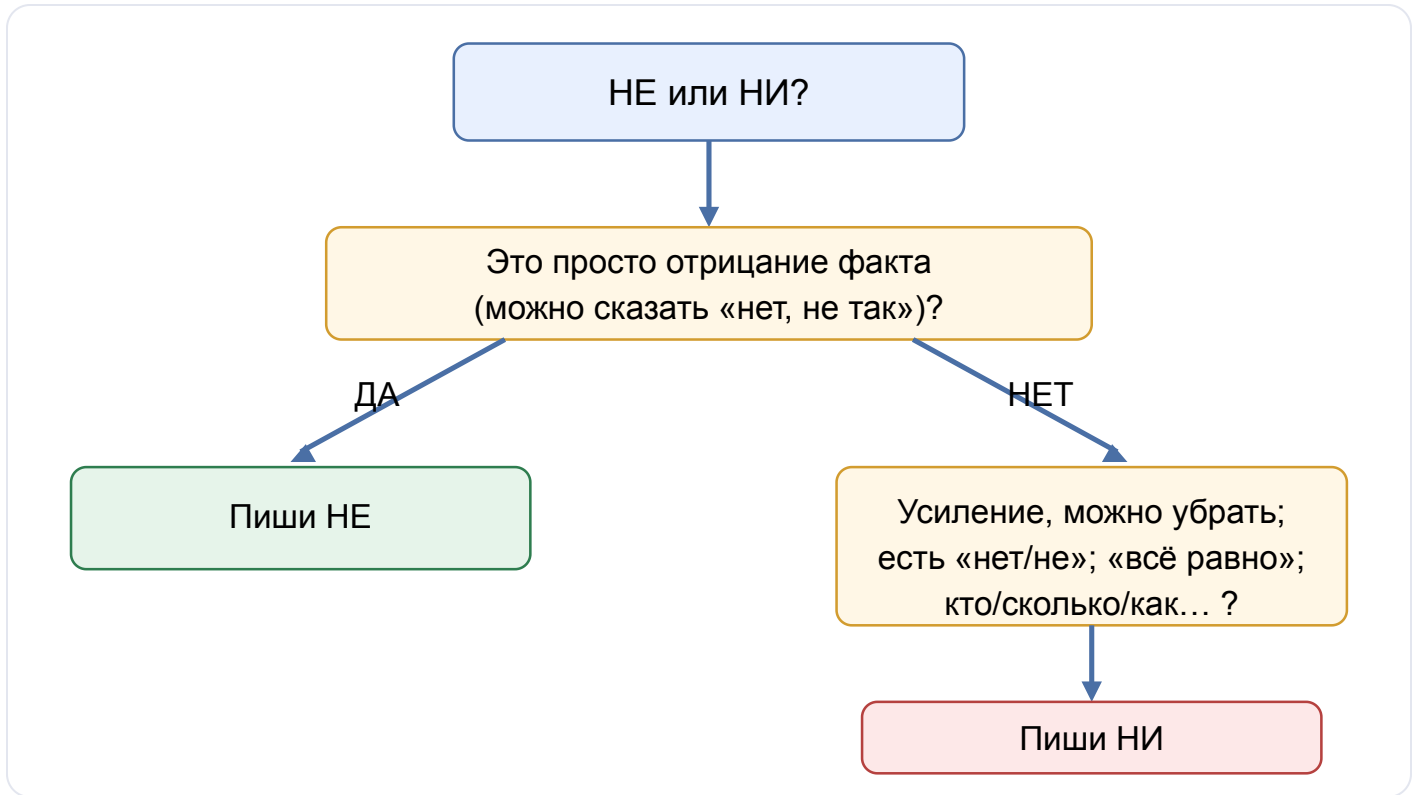 НЕ или НИ?
Это просто отрицание факта
(можно сказать «нет, не так»)?
ДА
НЕТ
Пиши НЕ
Усиление, можно убрать;
есть «нет/не»; «всё равно»;
кто/сколько/как… ?
Пиши НИ